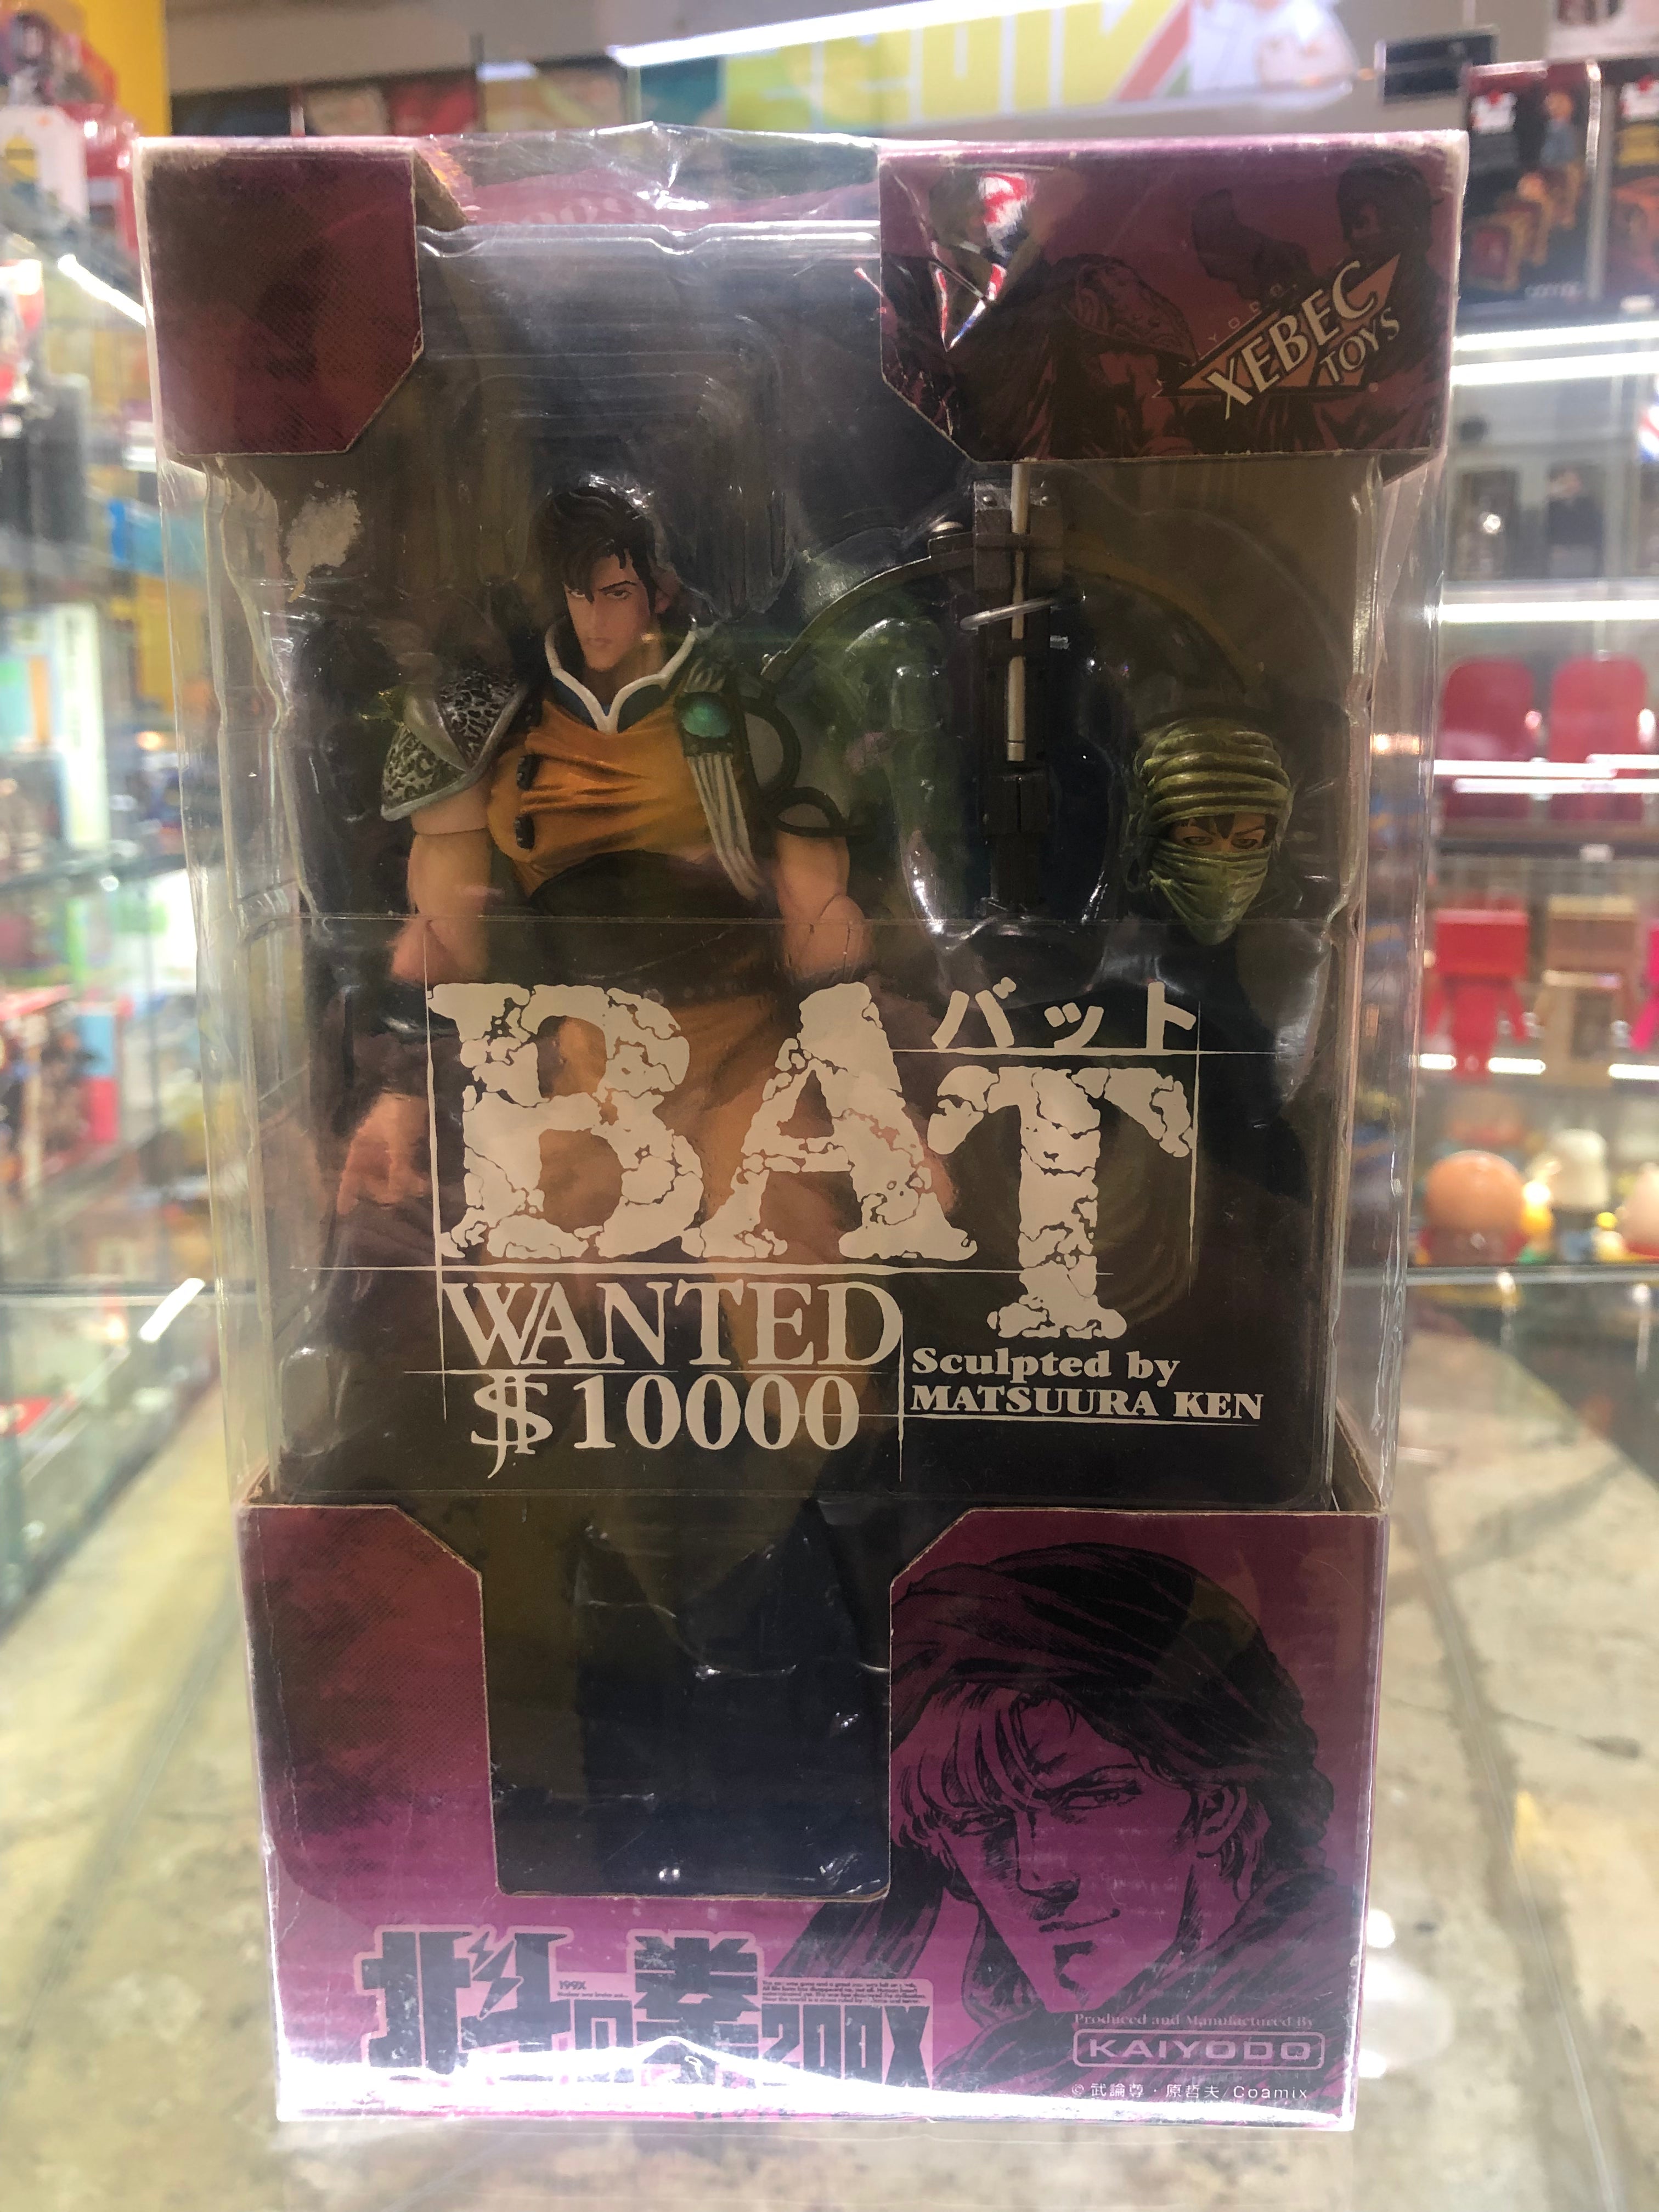 XEBEC
TOYS
バット
BAT
WANTED
$10000
Sculpted by
MATSUURA KEN
北斗の拳200X
199X
Produced and Manufactured By
KAIYODO
© 武論尊・原哲夫/Coamix